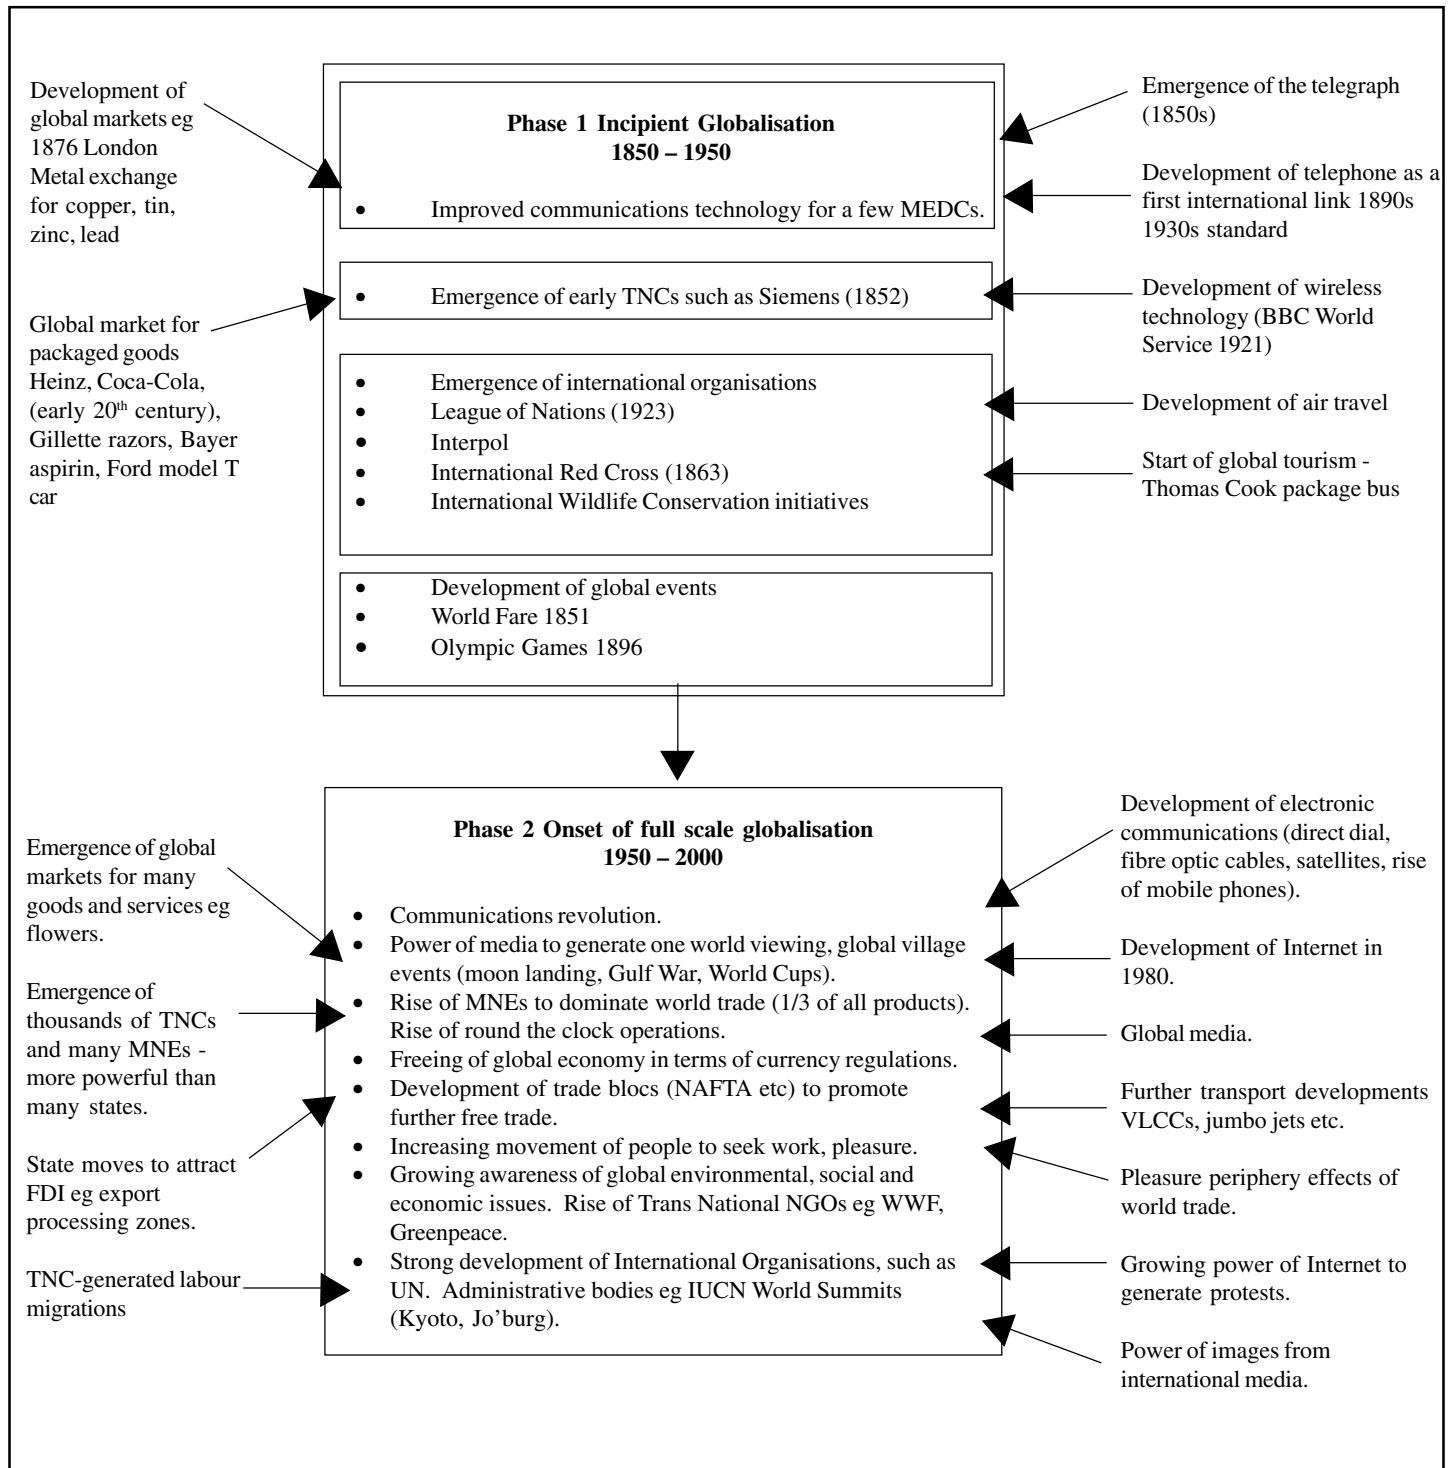 Development of
global markets eg
1876 London
Metal exchange
for copper, tin,
zinc, lead
Global market for
packaged goods
Heinz, Coca-Cola,
(early 20th century),
Gillette razors, Bayer
aspirin, Ford model T
car
Phase 1 Incipient Globalisation
1850 – 1950
• Improved communications technology for a few MEDCs.
• Emergence of early TNCs such as Siemens (1852)
• Emergence of international organisations
• League of Nations (1923)
• Interpol
• International Red Cross (1863)
• International Wildlife Conservation initiatives
• Development of global events
• World Fare 1851
• Olympic Games 1896
Emergence of the telegraph
(1850s)
Development of telephone as a
first international link 1890s
1930s standard
Development of wireless
technology (BBC World
Service 1921)
Development of air travel
Start of global tourism -
Thomas Cook package bus
Emergence of global
markets for many
goods and services eg
flowers.
Emergence of
thousands of TNCs
and many MNEs -
more powerful than
many states.
State moves to attract
FDI eg export
processing zones.
TNC-generated labour
migrations
Phase 2 Onset of full scale globalisation
1950 – 2000
• Communications revolution.
• Power of media to generate one world viewing, global village
events (moon landing, Gulf War, World Cups).
• Rise of MNEs to dominate world trade (1/3 of all products).
Rise of round the clock operations.
• Freeing of global economy in terms of currency regulations.
• Development of trade blocs (NAFTA etc) to promote
further free trade.
• Increasing movement of people to seek work, pleasure.
• Growing awareness of global environmental, social and
economic issues. Rise of Trans National NGOs eg WWF,
Greenpeace.
• Strong development of International Organisations, such as
UN. Administrative bodies eg IUCN World Summits
(Kyoto, Jo'burg).
Development of electronic
communications (direct dial,
fibre optic cables, satellites, rise
of mobile phones).
Development of Internet in
1980.
Global media.
Further transport developments
VLCCs, jumbo jets etc.
Pleasure periphery effects of
world trade.
Growing power of Internet to
generate protests.
Power of images from
international media.